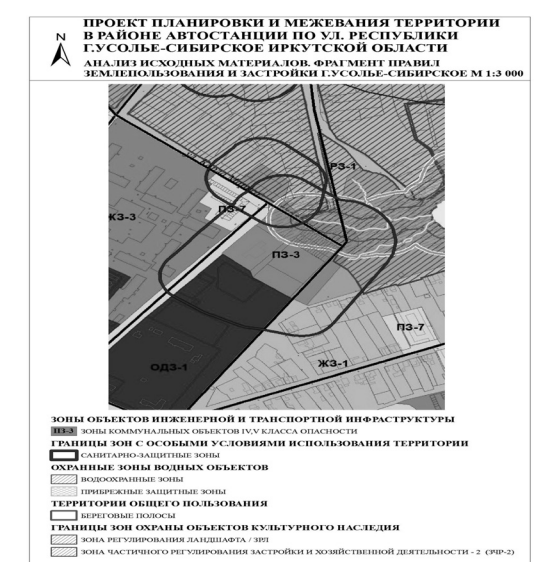 ПРОЕКТ ПЛАНИРОВКИ И МЕЖЕВАНИЯ ТЕРРИТОРИИ
В РАЙОНЕ АВТОСТАНЦИИ ПО УЛ. РЕСПУБЛИКИ
Г.УСОЛЬЕ-СИБИРСКОЕ ИРКУТСКОЙ ОБЛАСТИ
АНАЛИЗ ИСХОДНЫХ МАТЕРИАЛОВ. ФРАГМЕНТ ПРАВИЛ
ЗЕМЛЕПОЛЬЗОВАНИЯ И ЗАСТРОЙКИ Г.УСОЛЬЕ-СИБИРСКОЕ М 1:3 000
N
РЗ-1
ЖЗ-3
ПЗ-7
ПЗ-3
ПЗ-7
ЖЗ-1
ОДЗ-1
ЗОНЫ ОБЪЕКТОВ ИНЖЕНЕРНОЙ И ТРАНСПОРТНОЙ ИНФРАСТРУКТУРЫ
ПЗ-3 ЗОНЫ КОММУНАЛЬНЫХ ОБЪЕКТОВ IV,V КЛАССА ОПАСНОСТИ
ГРАНИЦЫ ЗОН С ОСОБЫМИ УСЛОВИЯМИ ИСПОЛЬЗОВАНИЯ ТЕРРИТОРИИ
САНИТАРНО-ЗАЩИТНЫЕ ЗОНЫ
ОХРАННЫЕ ЗОНЫ ВОДНЫХ ОБЪЕКТОВ
ВОДООХРАННЫЕ ЗОНЫ
ПРИБРЕЖНЫЕ ЗАЩИТНЫЕ ЗОНЫ
ТЕРРИТОРИИ ОБЩЕГО ПОЛЬЗОВАНИЯ
БЕРЕГОВЫЕ ПОЛОСЫ
ГРАНИЦЫ ЗОН ОХРАНЫ ОБЪЕКТОВ КУЛЬТУРНОГО НАСЛЕДИЯ
ЗОНА РЕГУЛИРОВАНИЯ ЛАНДШАФТА / ЗРЛ
ЗОНА ЧАСТИЧНОГО РЕГУЛИРОВАНИЯ ЗАСТРОЙКИ И ХОЗЯЙСТВЕННОЙ ДЕЯТЕЛЬНОСТИ - 2 (ЗЧР-2)